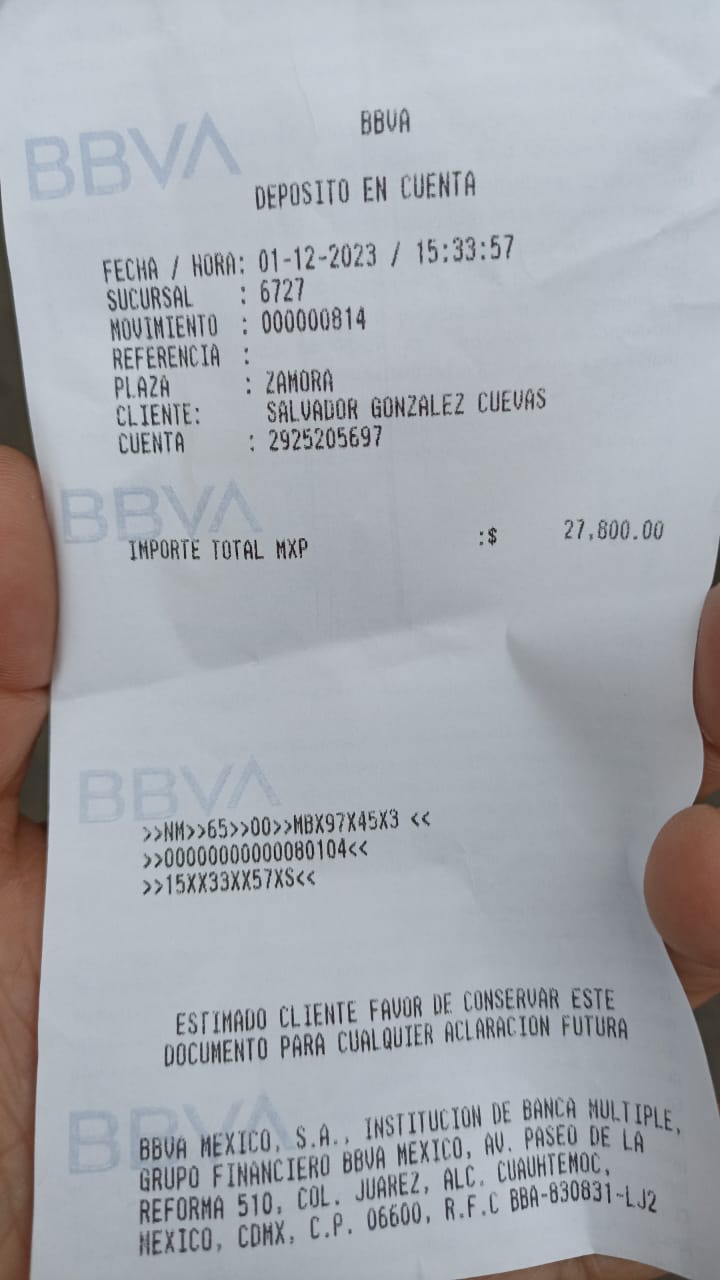 BBVA
BBVA
DEPOSITO EN CUENTA
FECHA / HORA: 01-12-2023 / 15:33:57
SUCURSAL : 6727
MOVIMIENTO : 000000814
REFERENCIA :
PLAZA : ZAMORA
CLIENTE: SALVADOR GONZALEZ CUEVAS
CUENTA : 2925205697
BBVA
IMPORTE TOTAL MXP :$ 27,800.00
BBVA
>>NM>>65>>00>>MBX97X45X3 <<
>>00000000000080104<<
>>15XX33XX57XS<<
ESTIMADO CLIENTE FAVOR DE CONSERVAR ESTE
DOCUMENTO PARA CUALQUIER ACLARACION FUTURA
BBVA
BBVA MEXICO, S.A., INSTITUCION DE BANCA MULTIPLE,
GRUPO FINANCIERO BBVA MEXICO, AV. PASEO DE LA
REFORMA 510, COL. JUAREZ, ALC. CUAUHTEMOC,
MEXICO, CDMX, C.P. 06600, R.F.C BBA-830831-LJ2